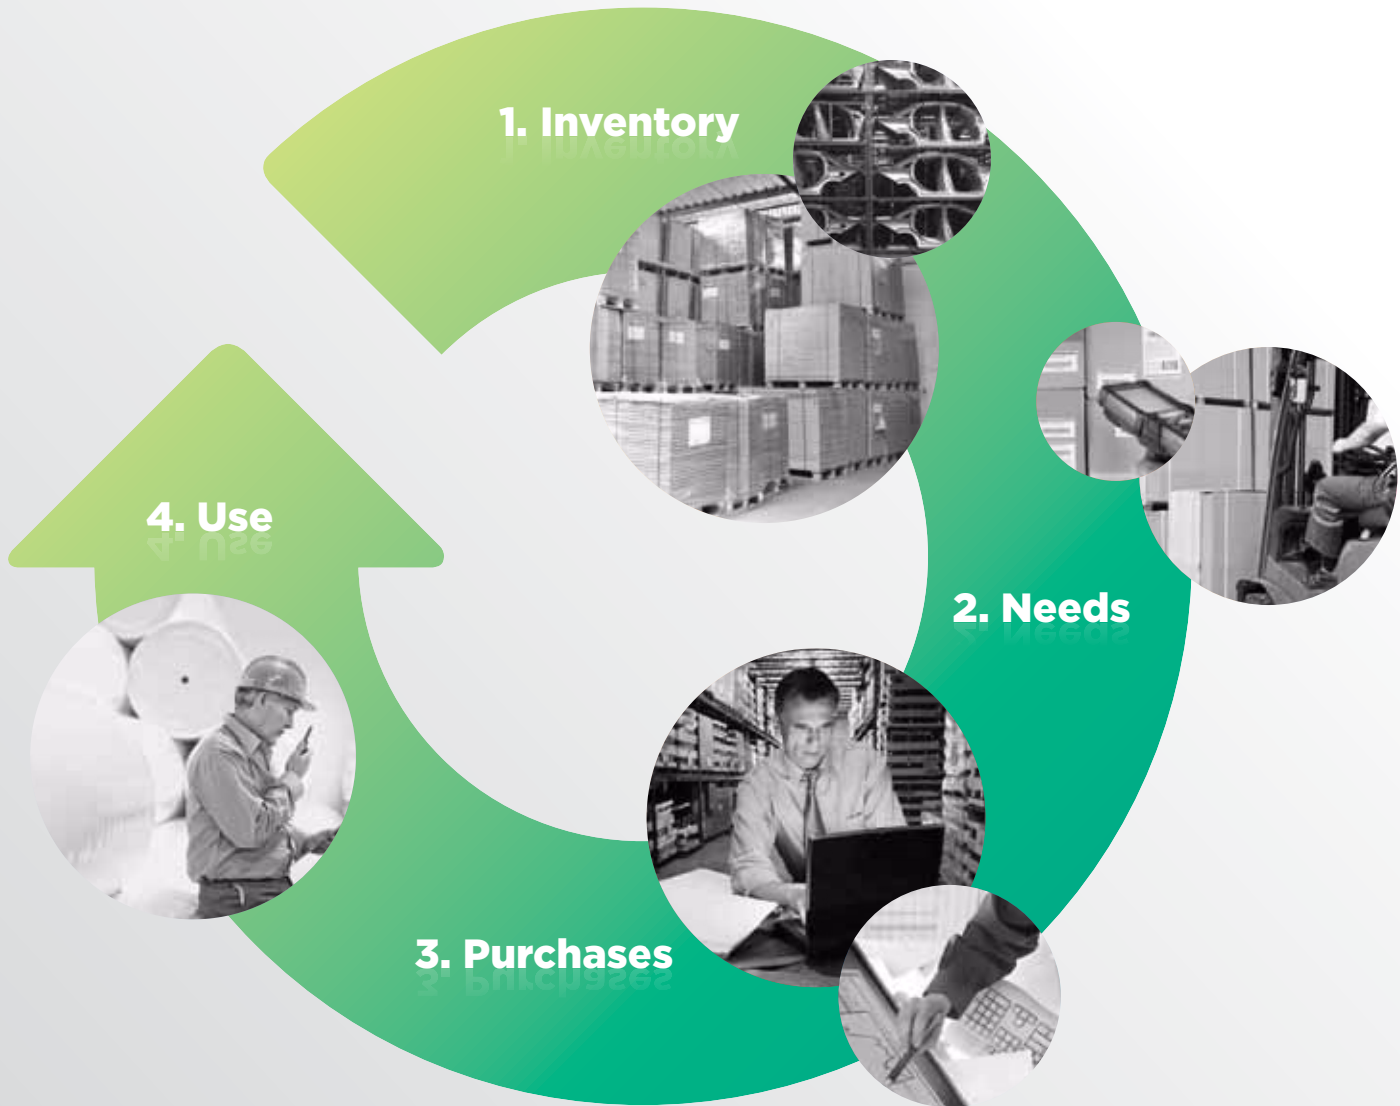 1. Inventory
2. Needs
3. Purchases
4. Use